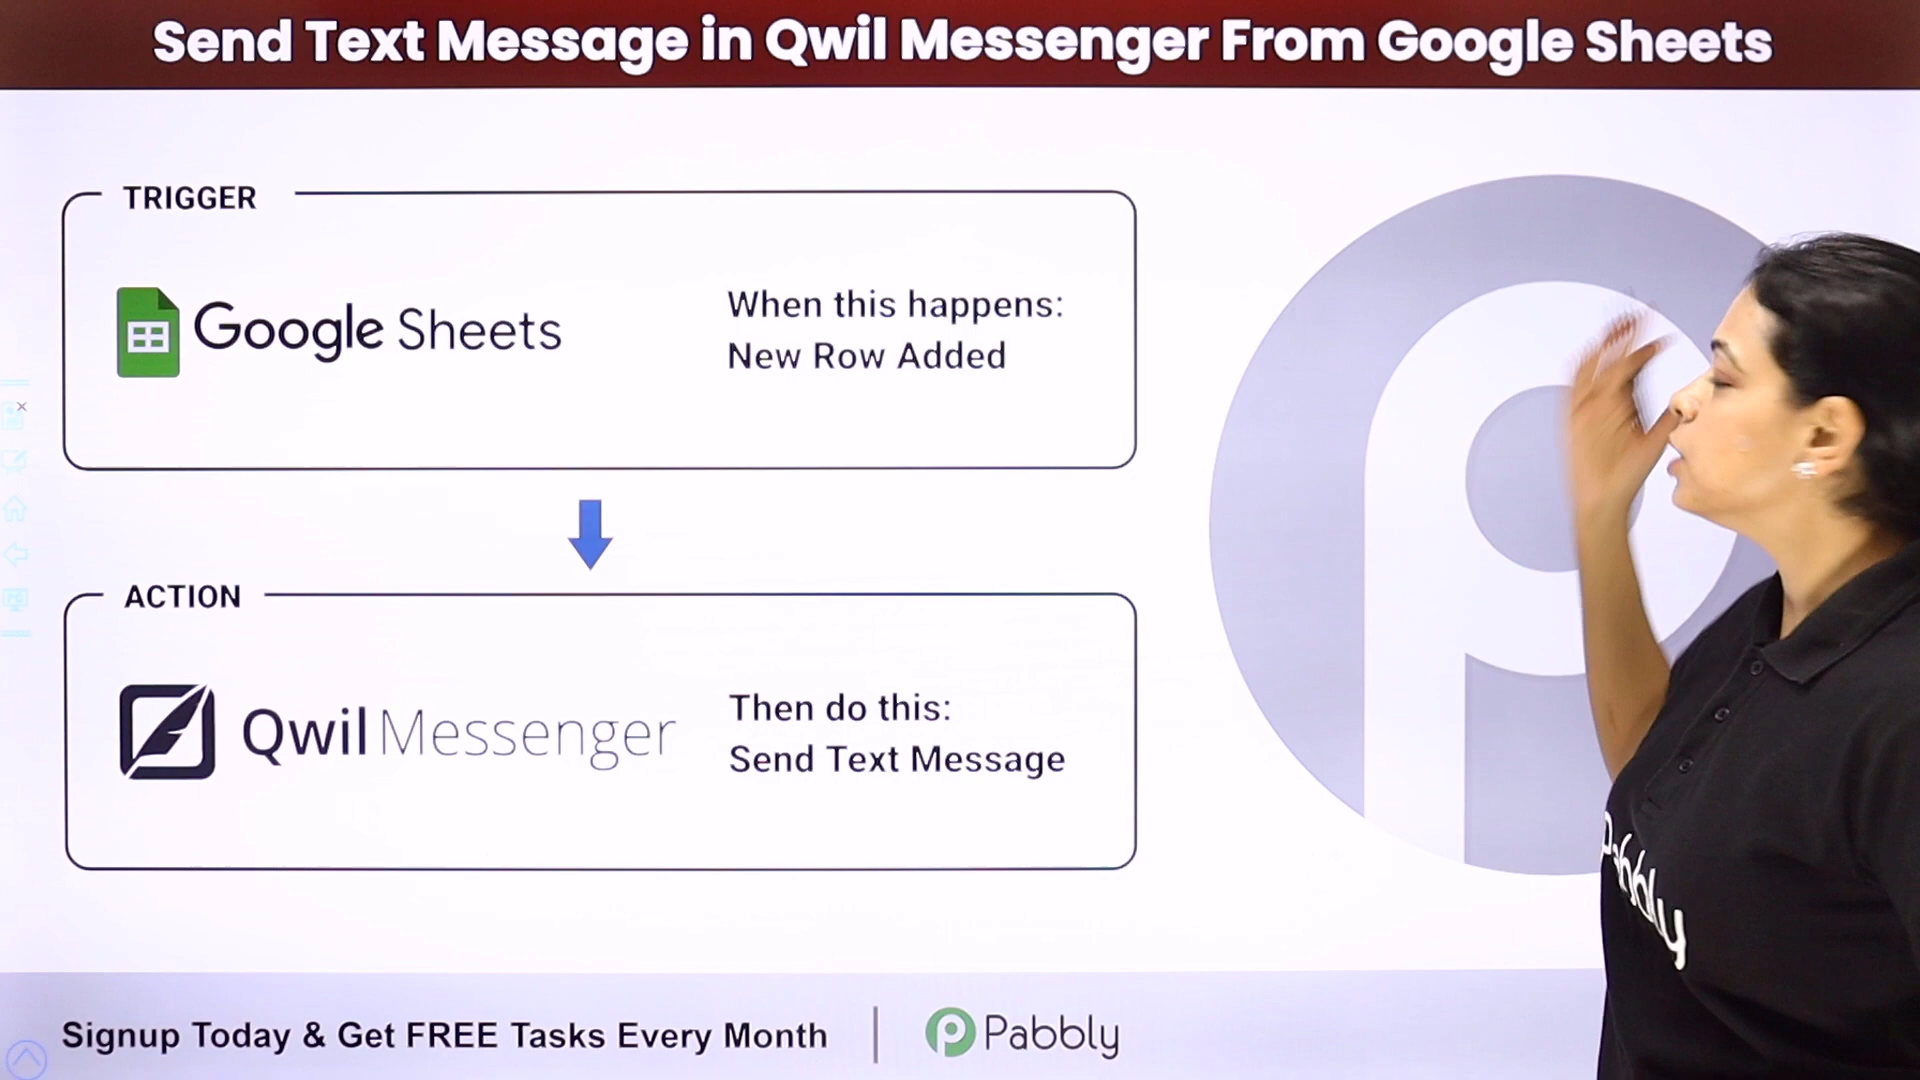 Send Text Message in Qwil Messenger From Google Sheets
TRIGGER
Google Sheets
When this happens:
New Row Added
ACTION
Qwil Messenger
Then do this:
Send Text Message
Pabbly
Signup Today & Get FREE Tasks Every Month
Pabbly